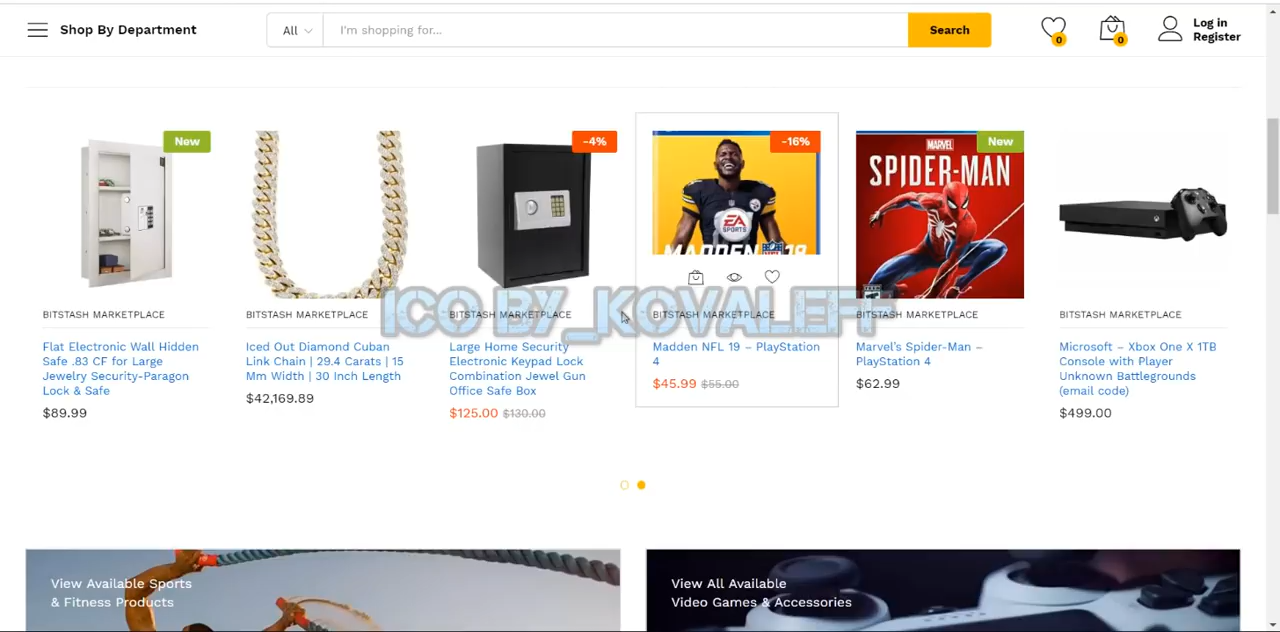 Shop By Department
All
I'm shopping for...
Search
0
0
Log in
Register
New
-4%
-16%
New
EA
SPORTS
MADDEN 19
MARVEL
SPIDER-MAN
ICO BY_KOVALEFF
BITSTASH MARKETPLACE
BITSTASH MARKETPLACE
BITSTASH MARKETPLACE
BITSTASH MARKETPLACE
BITSTASH MARKETPLACE
BITSTASH MARKETPLACE
Flat Electronic Wall Hidden
Safe .83 CF for Large
Jewelry Security-Paragon
Lock & Safe
$89.99
Iced Out Diamond Cuban
Link Chain | 29.4 Carats | 15
Mm Width | 30 Inch Length
$42,169.89
Large Home Security
Electronic Keypad Lock
Combination Jewel Gun
Office Safe Box
$125.00 $130.00
Madden NFL 19 – PlayStation
4
$45.99 $55.00
Marvel's Spider-Man –
PlayStation 4
$62.99
Microsoft – Xbox One X 1TB
Console with Player
Unknown Battlegrounds
(email code)
$499.00
View Available Sports
& Fitness Products
View All Available
Video Games & Accessories